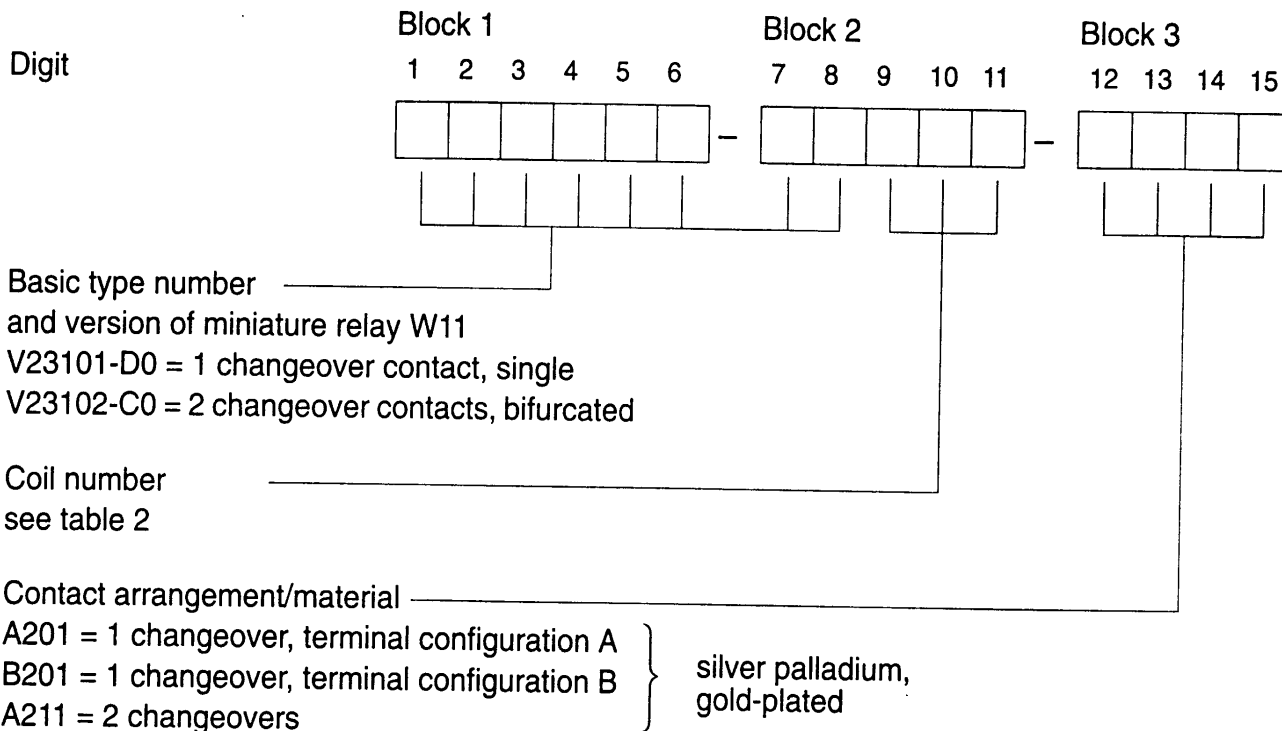 Block 1 Block 2 Block 3
Digit 1 2 3 4 5 6 7 8 9 10 11 12 13 14 15
– –
Basic type number
and version of miniature relay W11
V23101-D0 = 1 changeover contact, single
V23102-C0 = 2 changeover contacts, bifurcated
Coil number
see table 2
Contact arrangement/material
A201 = 1 changeover, terminal configuration A
B201 = 1 changeover, terminal configuration B
A211 = 2 changeovers
silver palladium,
gold-plated